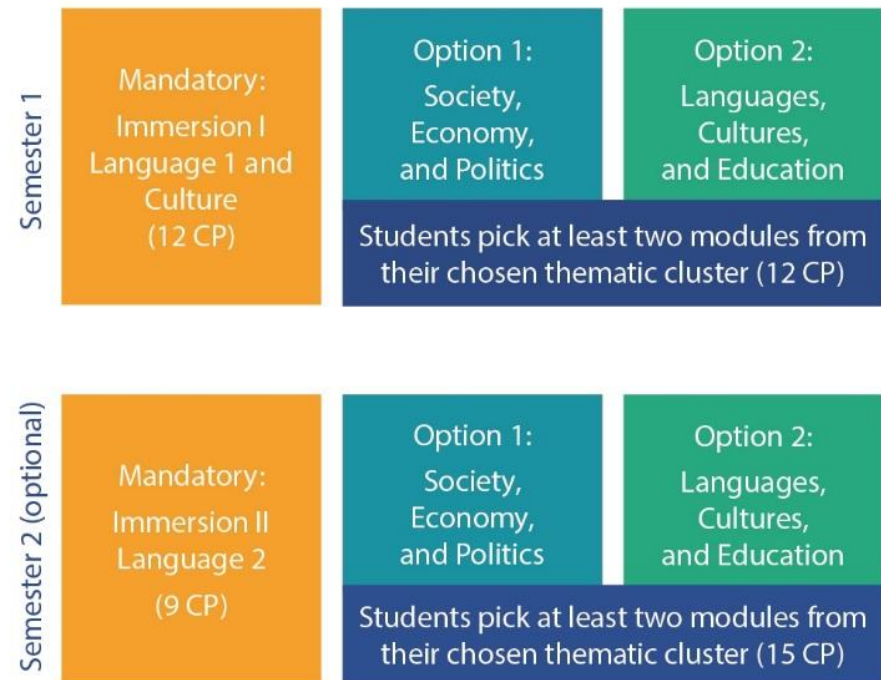 Semester 1
Mandatory:
Immersion I
Language 1 and
Culture
(12 CP)
Option 1:
Society,
Economy,
and Politics
Option 2:
Languages,
Cultures,
and Education
Students pick at least two modules from
their chosen thematic cluster (12 CP)
Semester 2 (optional)
Mandatory:
Immersion II
Language 2
(9 CP)
Option 1:
Society,
Economy,
and Politics
Option 2:
Languages,
Cultures,
and Education
Students pick at least two modules from
their chosen thematic cluster (15 CP)